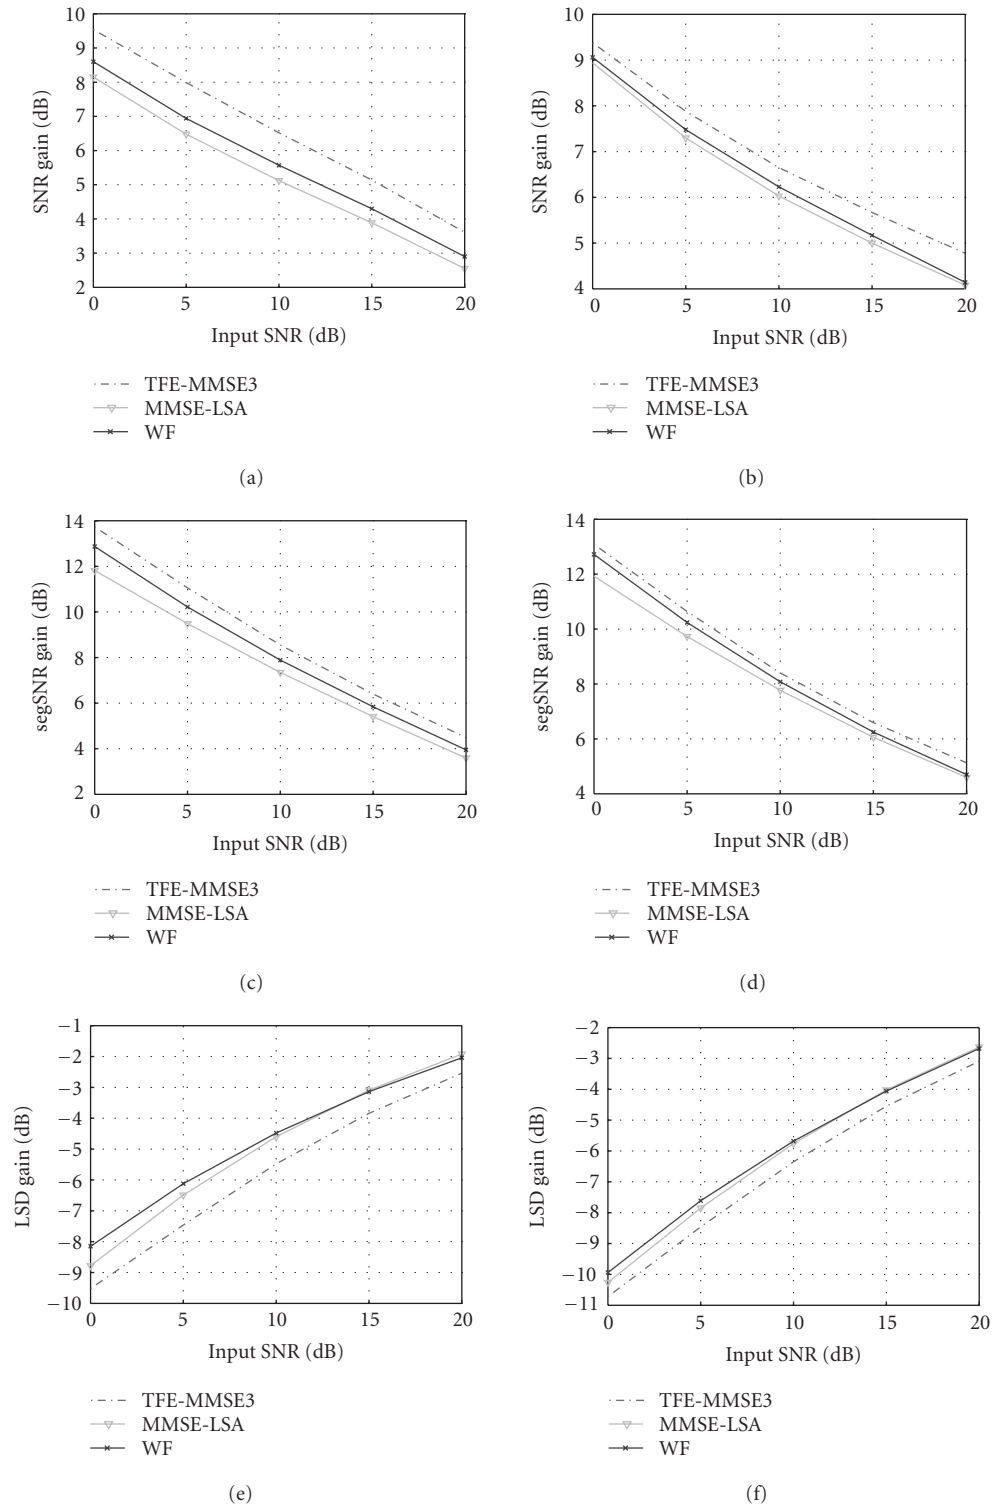 10
9
8
7
6
5
4
3
2
SNR gain (dB)
0 5 10 15 20
Input SNR (dB)
TFE-MMSE3
MMSE-LSA
WF
(a)
10
9
8
7
6
5
4
SNR gain (dB)
0 5 10 15 20
Input SNR (dB)
TFE-MMSE3
MMSE-LSA
WF
(b)
14
12
10
8
6
4
2
segSNR gain (dB)
0 5 10 15 20
Input SNR (dB)
TFE-MMSE3
MMSE-LSA
WF
(c)
14
12
10
8
6
4
segSNR gain (dB)
0 5 10 15 20
Input SNR (dB)
TFE-MMSE3
MMSE-LSA
WF
(d)
−1
−2
−3
−4
−5
−6
−7
−8
−9
−10
LSD gain (dB)
0 5 10 15 20
Input SNR (dB)
TFE-MMSE3
MMSE-LSA
WF
(e)
−2
−3
−4
−5
−6
−7
−8
−9
−10
−11
LSD gain (dB)
0 5 10 15 20
Input SNR (dB)
TFE-MMSE3
MMSE-LSA
WF
(f)